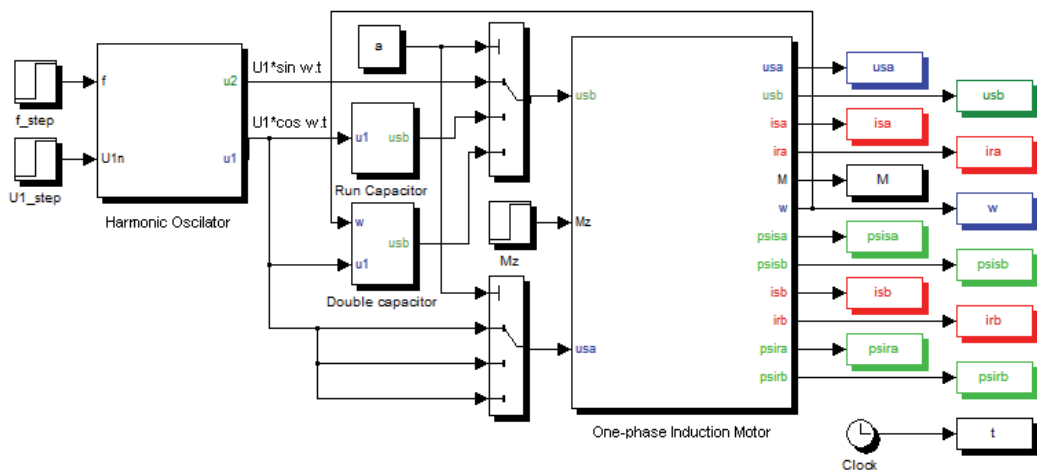 f_step
U1_step
f
U1n
u2
u1
Harmonic Oscilator
U1*sin w.t
U1*cos w.t
a
u1
usb
Run Capacitor
w
u1
usb
Double capacitor
Mz
usb
Mz
usa
usa
usb
isa
ira
M
w
psisa
psisb
isb
irb
psira
psirb
One-phase Induction Motor
usa
usb
isa
ira
M
w
psisa
psisb
isb
irb
psira
psirb
Clock
t